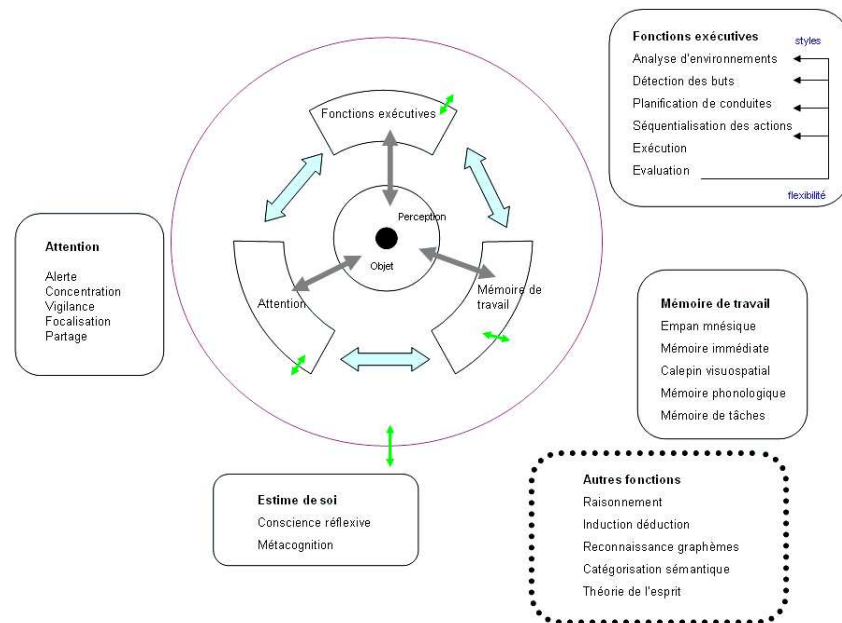 Fonctions exécutives
styles
Analyse d'environnements
Détection des buts
Planification de conduites
Séquentialisation des actions
Exécution
Evaluation
flexibilité
Fonctions exécutives
Perception
Objet
Attention
Mémoire de
travail
Attention
Alerte
Concentration
Vigilance
Focalisation
Partage
Mémoire de travail
Empan mnésique
Mémoire immédiate
Calepin visuospatial
Mémoire phonologique
Mémoire de tâches
Estime de soi
Conscience réflexive
Métacognition
Autres fonctions
Raisonnement
Induction déduction
Reconnaissance graphèmes
Catégorisation sémantique
Théorie de l'esprit